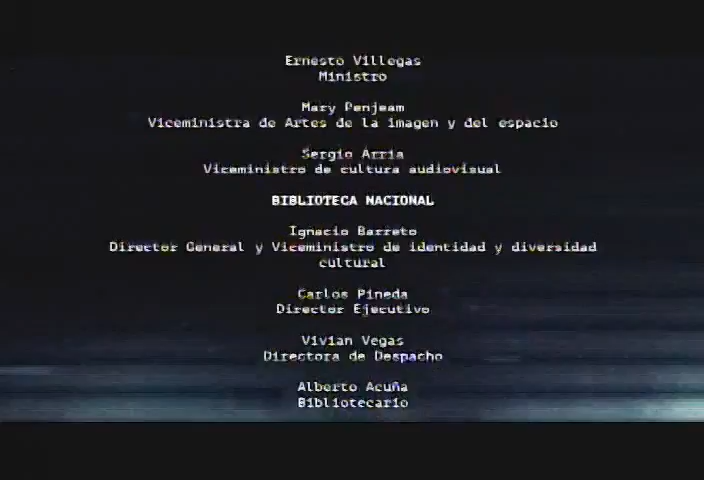 Ernesto Villegas
Ministro
Mary Penjeam
Viceministra de Artes de la imagen y del espacio
Sergio Arria
Viceministro de cultura audiovisual
BIBLIOTECA NACIONAL
Ignacio Barreto
Director General y Viceministro de identidad y diversidad
cultural
Carlos Pineda
Director Ejecutivo
Vivian Vegas
Directora de Despacho
Alberto Acuña
Bibliotecario